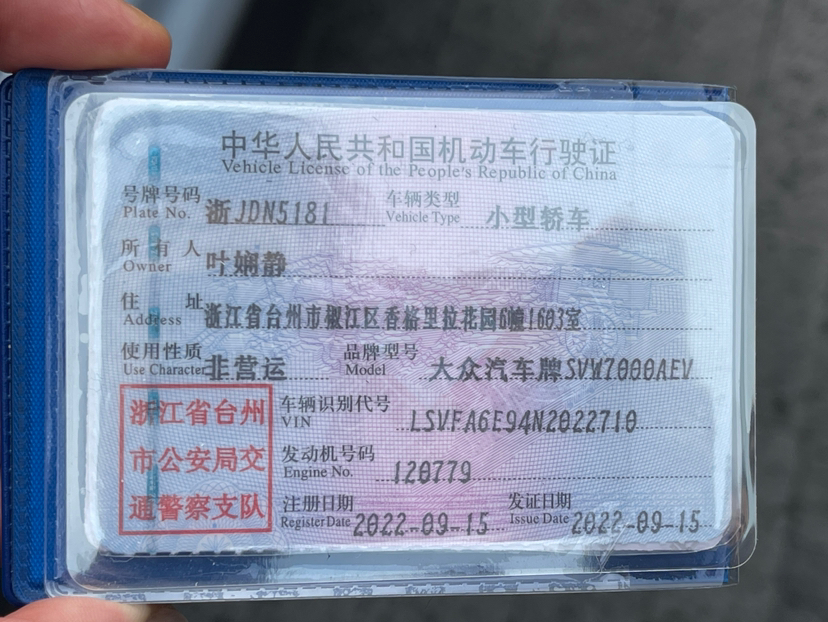 中华人民共和国机动车行驶证
Vehicle License of the People's Republic of China
号牌号码 浙JDN5181 车辆类型 小型轿车
Plate No. Vehicle Type
所有人 叶娴静
Owner
住址 浙江省台州市椒江区香格里拉花园6幢1603室
Address
使用性质 非营运 品牌型号 大众汽车牌SVW7000AEV
Use Character Model
浙江省台州 车辆识别代号 LSVFA6E94N2022710
VIN
市公安局交 发动机号码 120779
Engine No.
通警察支队 注册日期 2022-09-15 发证日期 2022-09-15
Register Date Issue Date